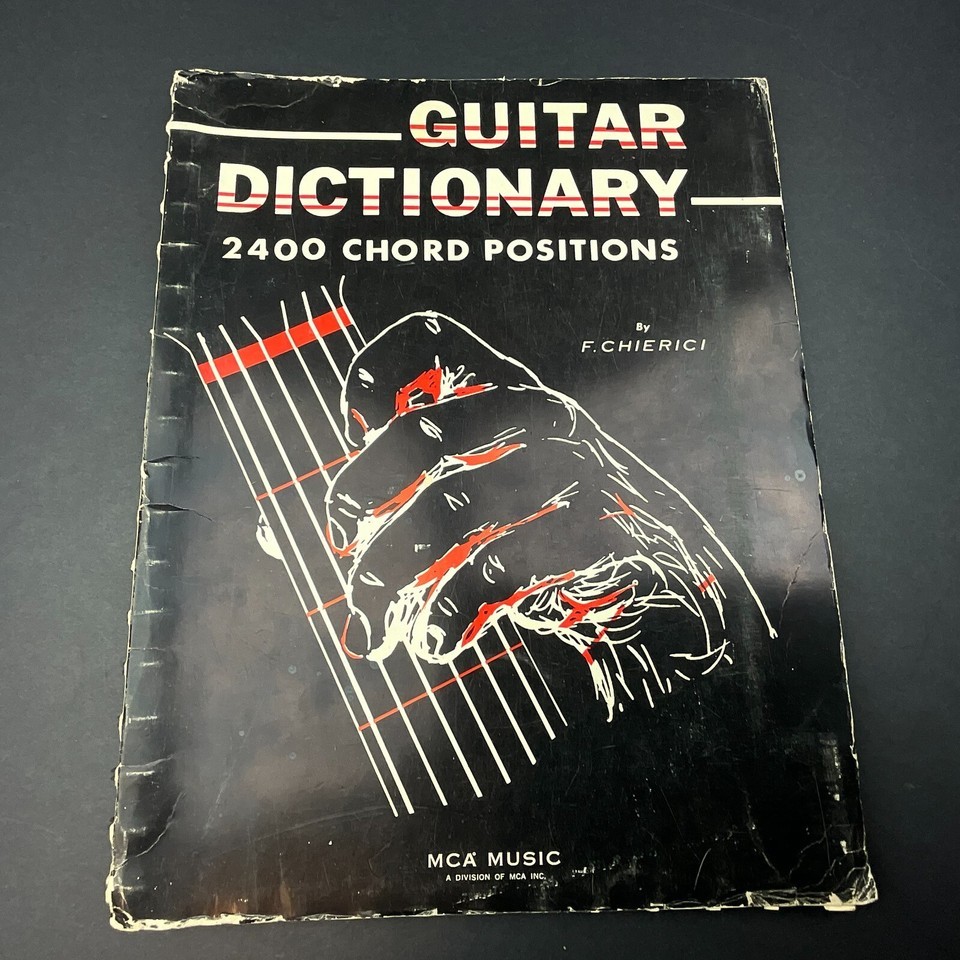 GUITAR
DICTIONARY
2400 CHORD POSITIONS
By
F. CHIERICI
MCA MUSIC
A DIVISION OF MCA INC.